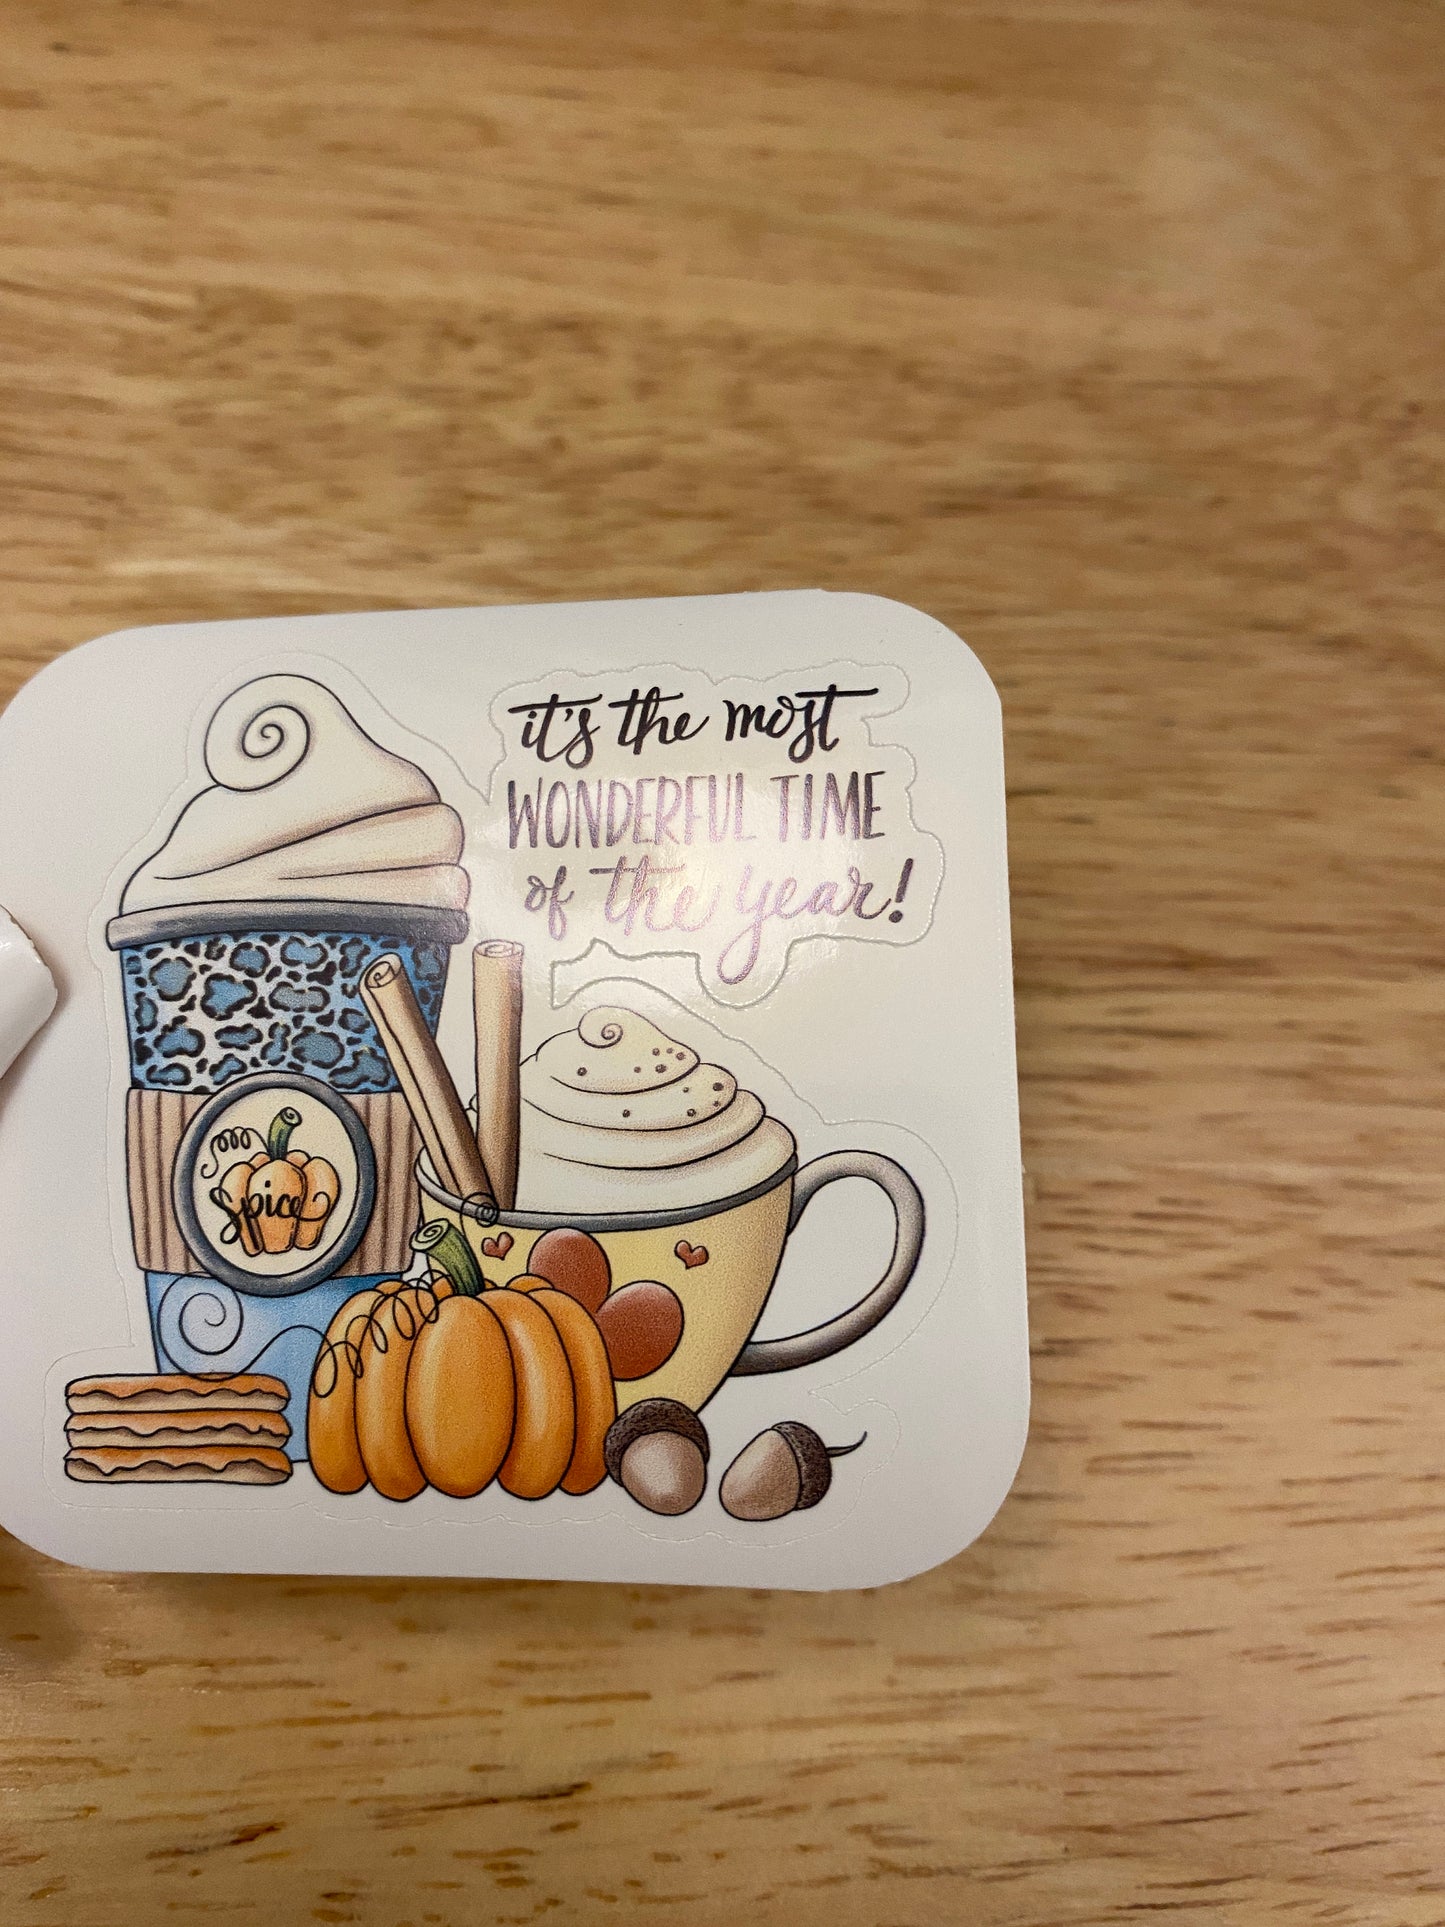 it's the most
WONDERFUL TIME
of the year!
Spice